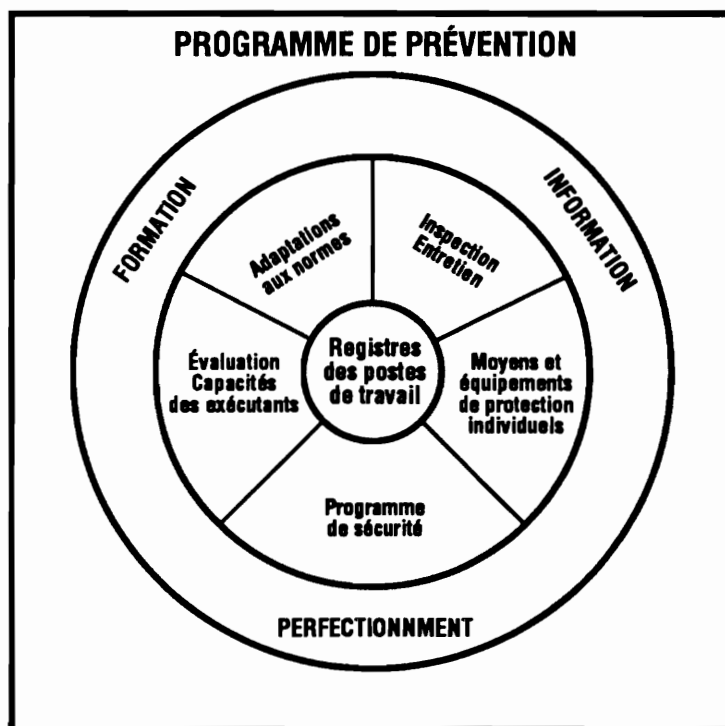 PROGRAMME DE PRÉVENTION
FORMATION
INFORMATION
Adaptations
aux normes
Inspection
Entretien
Évaluation
Capacités
des exécutants
Registres
des postes
de travail
Moyens et
équipements
de protection
individuels
Programme
de sécurité
PERFECTIONNMENT